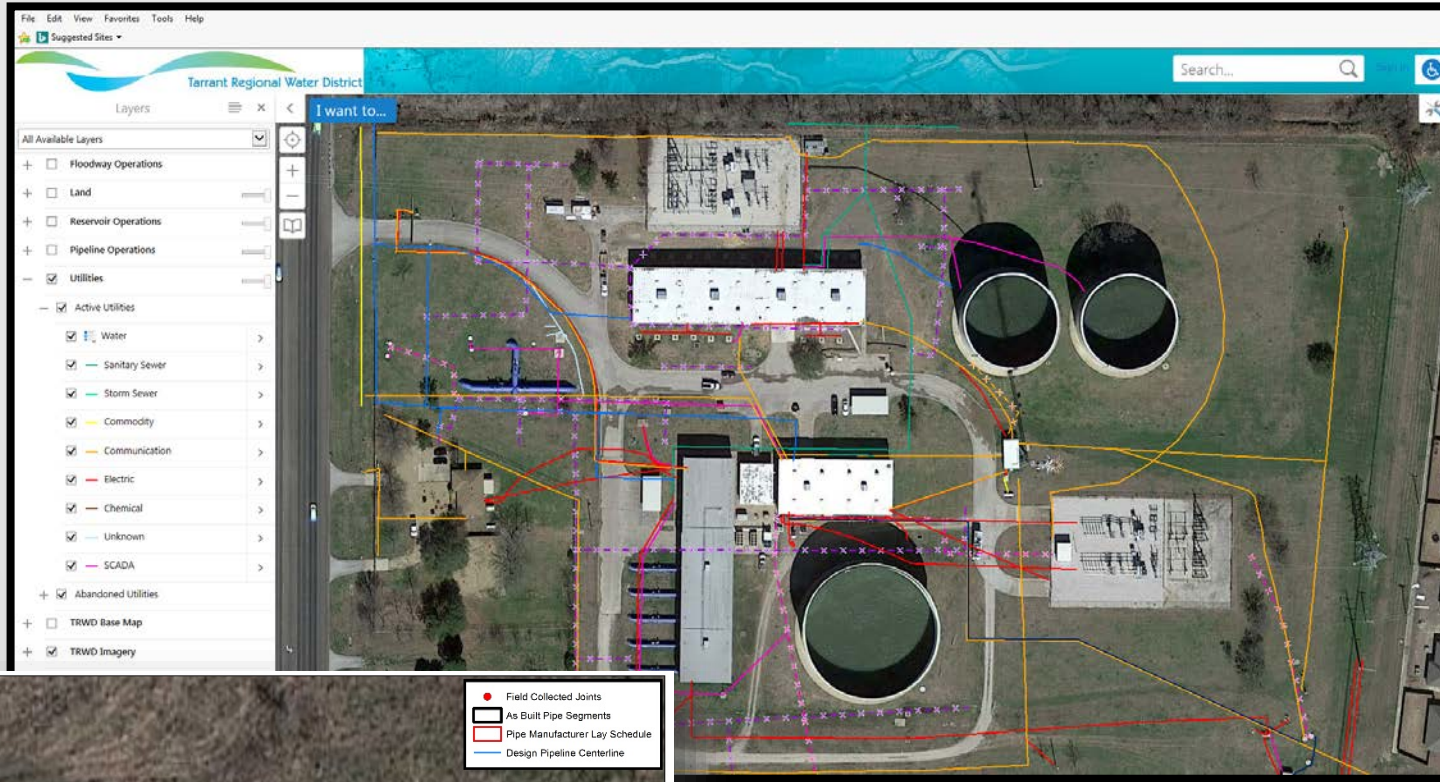 File Edit View Favorites Tools Help
Suggested Sites
Tarrant Regional Water District
Search...
Sign in
Layers
I want to...
All Available Layers
Floodway Operations
Land
Reservoir Operations
Pipeline Operations
Utilities
Active Utilities
Water
Sanitary Sewer
Storm Sewer
Commodity
Communication
Electric
Chemical
Unknown
SCADA
Abandoned Utilities
TRWD Base Map
TRWD Imagery
Field Collected Joints
As Built Pipe Segments
Pipe Manufacturer Lay Schedule
Design Pipeline Centerline